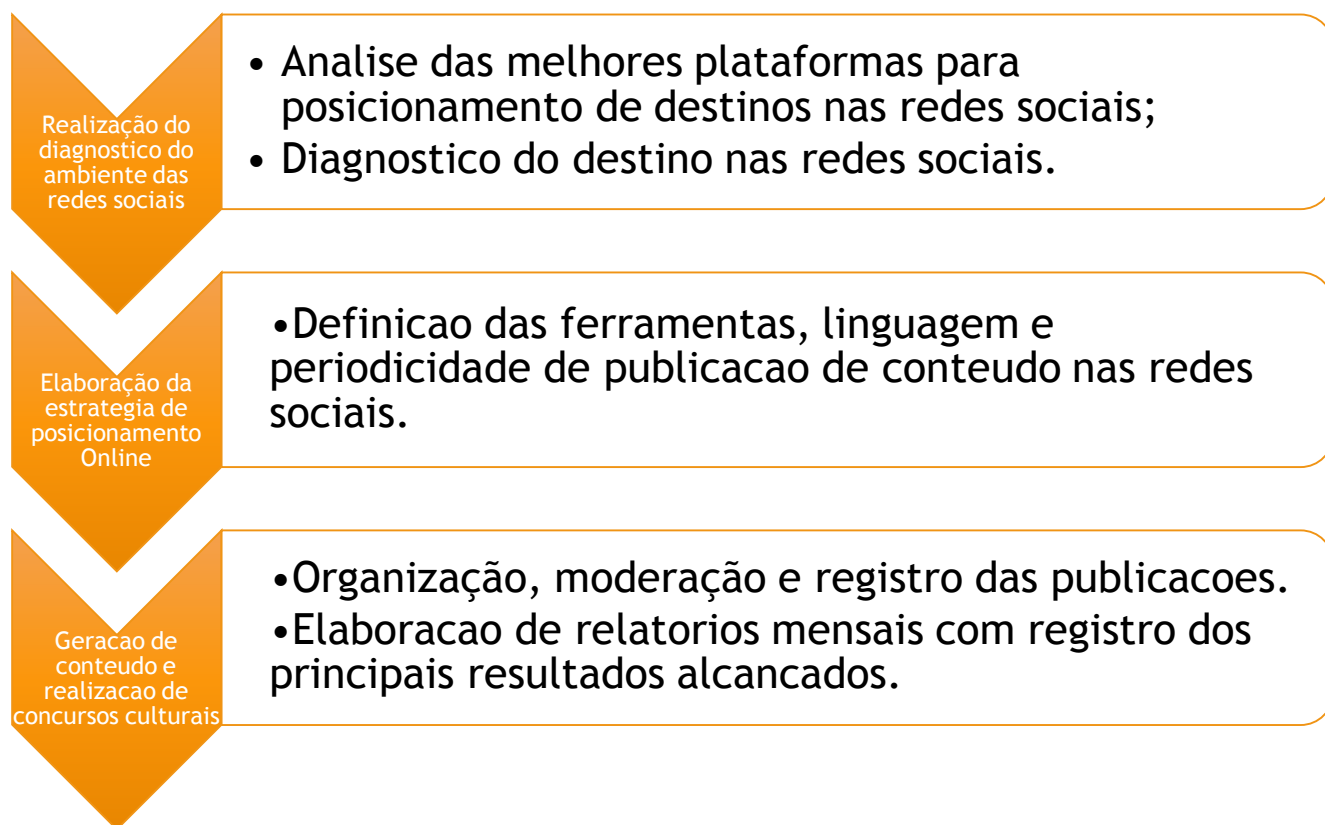 Realização do
diagnostico do
ambiente das
redes sociais
• Analise das melhores plataformas para
posicionamento de destinos nas redes sociais;
• Diagnostico do destino nas redes sociais.
Elaboração da
estrategia de
posicionamento
Online
•Definicao das ferramentas, linguagem e
periodicidade de publicacao de conteudo nas redes
sociais.
Geracao de
conteudo e
realizacao de
concursos culturais
•Organização, moderação e registro das publicacoes.
•Elaboracao de relatorios mensais com registro dos
principais resultados alcancados.